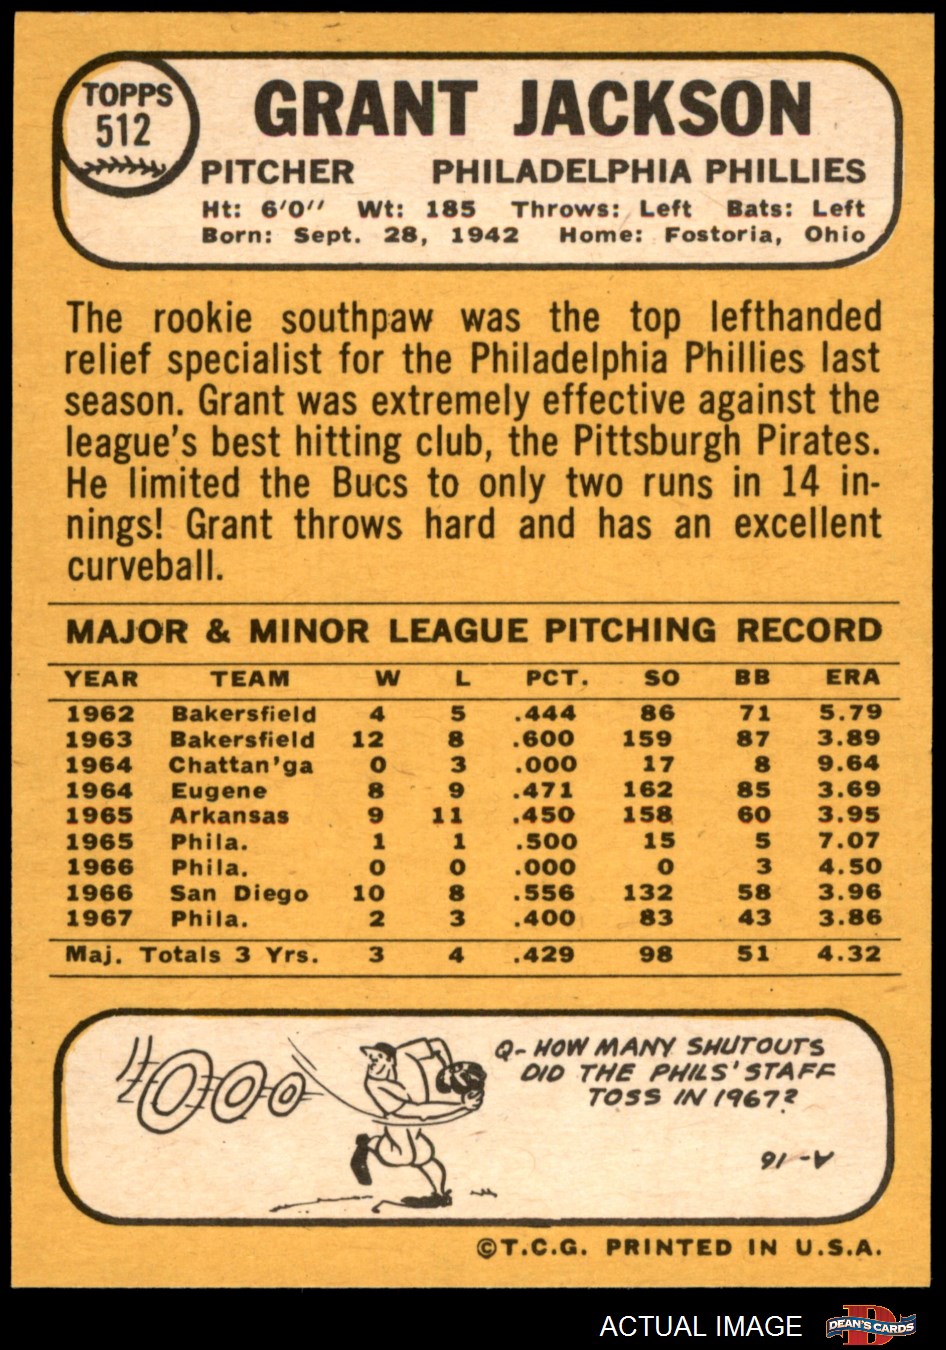 TOPPS
512
GRANT JACKSON
PITCHER PHILADELPHIA PHILLIES
Ht: 6'0" Wt: 185 Throws: Left Bats: Left
Born: Sept. 28, 1942 Home: Fostoria, Ohio
The rookie southpaw was the top lefthanded
relief specialist for the Philadelphia Phillies last
season. Grant was extremely effective against the
league's best hitting club, the Pittsburgh Pirates.
He limited the Bucs to only two runs in 14 in-
nings! Grant throws hard and has an excellent
curveball.
MAJOR & MINOR LEAGUE PITCHING RECORD
YEAR TEAM W L PCT. SO BB ERA
1962 Bakersfield 4 5 .444 86 71 5.79
1963 Bakersfield 12 8 .600 159 87 3.89
1964 Chattan'ga 0 3 .000 17 8 9.64
1964 Eugene 8 9 .471 162 85 3.69
1965 Arkansas 9 11 .450 158 60 3.95
1965 Phila. 1 1 .500 15 5 7.07
1966 Phila. 0 0 .000 0 3 4.50
1966 San Diego 10 8 .556 132 58 3.96
1967 Phila. 2 3 .400 83 43 3.86
Maj. Totals 3 Yrs. 3 4 .429 98 51 4.32
000
Q- HOW MANY SHUTOUTS
DID THE PHILS' STAFF
TOSS IN 1967?
A- 16
©T.C.G. PRINTED IN U.S.A.
ACTUAL IMAGE
D
DEAN'S CARDS